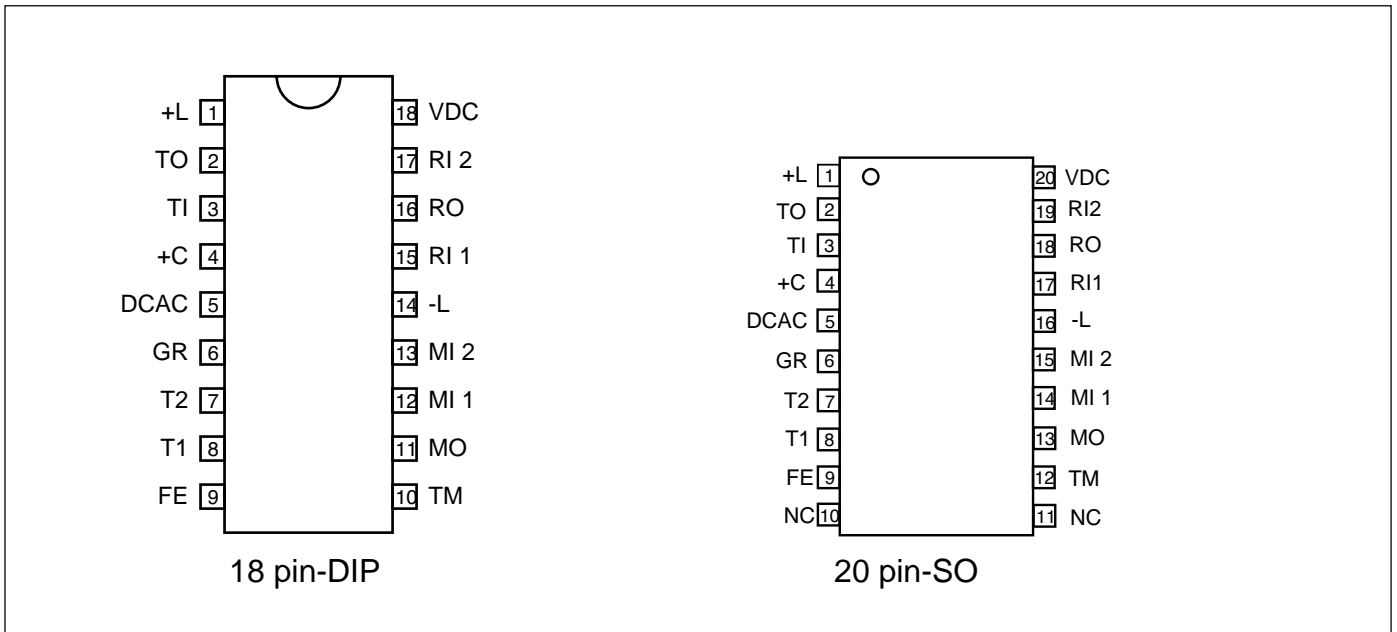 +L 1 18 VDC
TO 2 17 RI 2
TI 3 16 RO
+C 4 15 RI 1
DCAC 5 14 -L
GR 6 13 MI 2
T2 7 12 MI 1
T1 8 11 MO
FE 9 10 TM
18 pin-DIP
+L 1 20 VDC
TO 2 19 RI2
TI 3 18 RO
+C 4 17 RI1
DCAC 5 16 -L
GR 6 15 MI 2
T2 7 14 MI 1
T1 8 13 MO
FE 9 12 TM
NC 10 11 NC
20 pin-SO